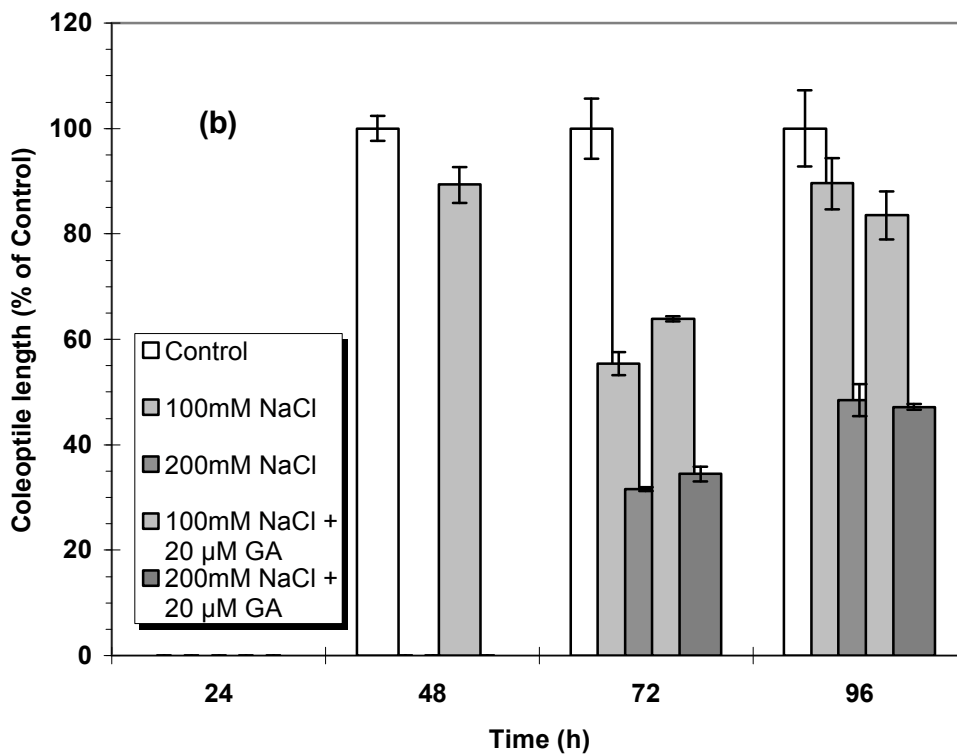 120
100
80
60
40
20
0
Coleoptile length (% of Control)
(b)
Control
100mM NaCl
200mM NaCl
100mM NaCl +
20 µM GA
200mM NaCl +
20 µM GA
24 48 72 96
Time (h)